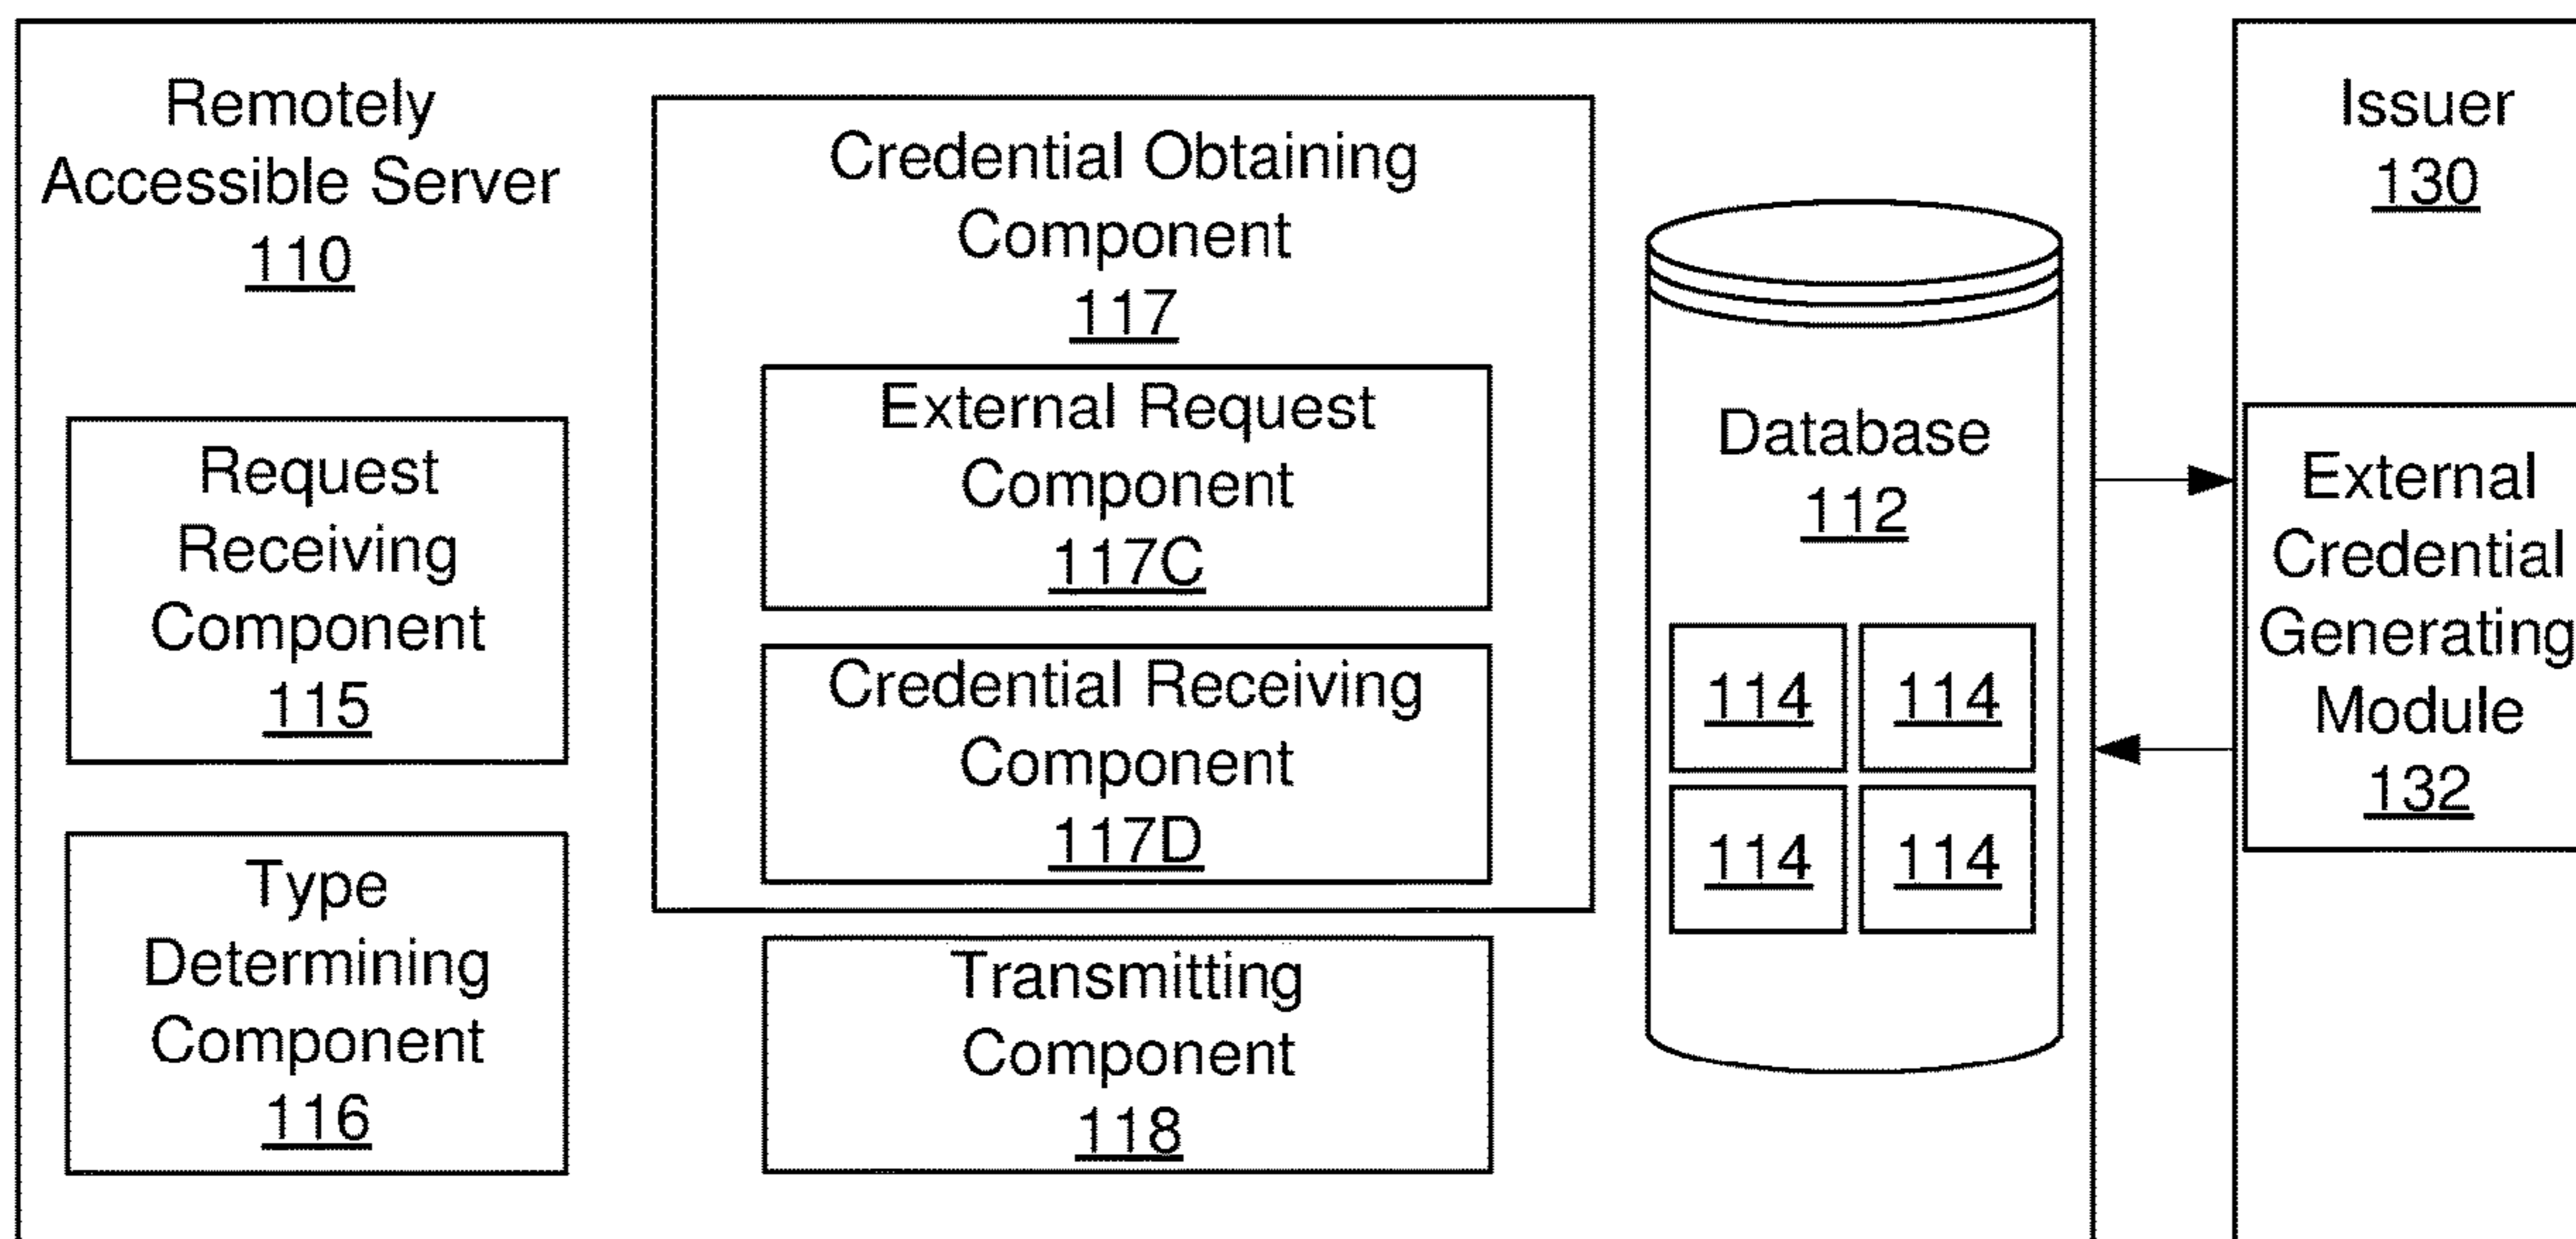 Remotely
Accessible Server
110
Request
Receiving
Component
115
Type
Determining
Component
116
Credential Obtaining
Component
117
External Request
Component
117C
Credential Receiving
Component
117D
Transmitting
Component
118
Database
112
114 114
114 114
Issuer
130
External
Credential
Generating
Module
132